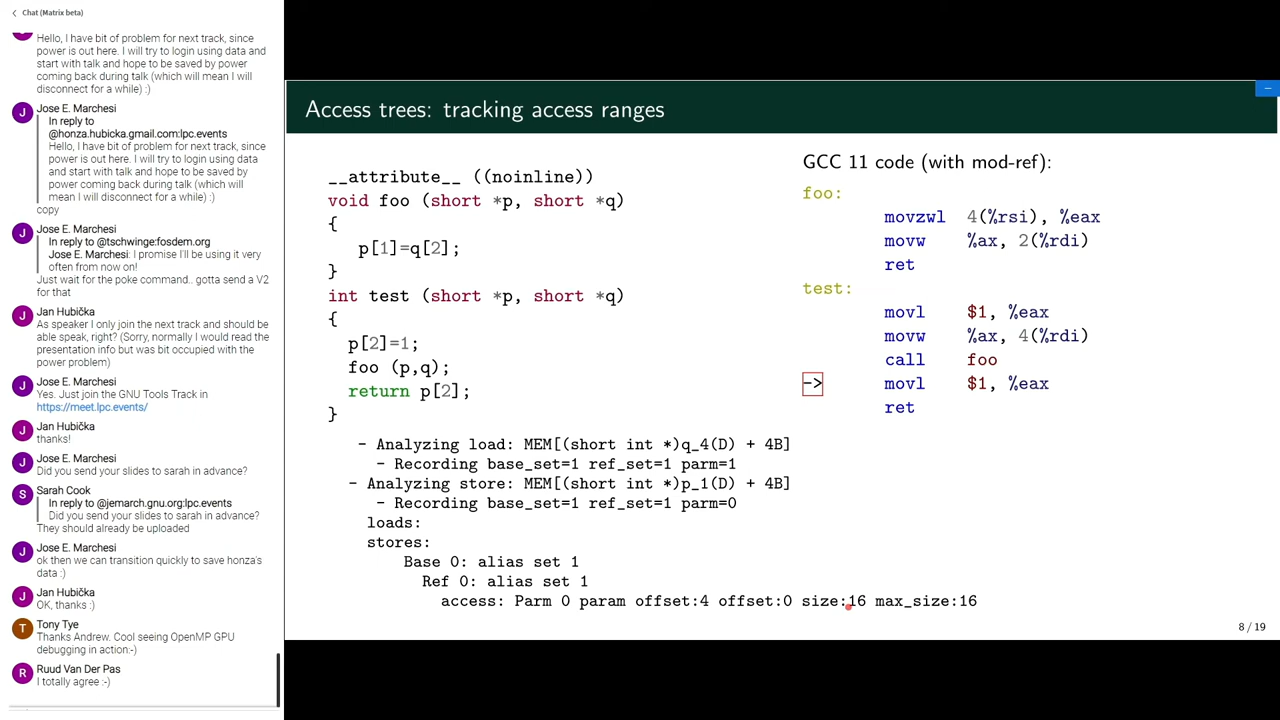 Chat (Matrix beta)
Hello, I have bit of problem for next track, since
power is out here. I will try to login using data and
start with talk and hope to be saved by power
coming back during talk (which will mean I will
disconnect for a while) :)
J
Jose E. Marchesi
In reply to
@honza.hubicka.gmail.com:lpc.events
Hello, I have bit of problem for next track, since
power is out here. I will try to login using data
and start with talk and hope to be saved by
power coming back during talk (which will
mean I will disconnect for a while) :)
copy
J
Jose E. Marchesi
In reply to @tschwinge:fosdem.org
Jose E. Marchesi: I promise I'll be using it very
often from now on!
Just wait for the poke command.. gotta send a V2
for that
J
Jan Hubička
As speaker I only join the next track and should be
able speak, right? (Sorry, normally I would read the
presentation info but was bit occupied with the
power problem)
J
Jose E. Marchesi
Yes. Just join the GNU Tools Track in
https://meet.lpc.events/
J
Jan Hubička
thanks!
J
Jose E. Marchesi
Did you send your slides to sarah in advance?
S
Sarah Cook
In reply to @jemarch:gnu.org:lpc.events
Did you send your slides to sarah in advance?
They should already be uploaded
J
Jose E. Marchesi
ok then we can transition quickly to save honza's
data :)
J
Jan Hubička
OK, thanks :)
T
Tony Tye
Thanks Andrew. Cool seeing OpenMP GPU
debugging in action:-)
R
Ruud Van Der Pas
I totally agree :-)
Access trees: tracking access ranges
__attribute__ ((noinline))
void foo (short *p, short *q)
{
p[1]=q[2];
}
int test (short *p, short *q)
{
p[2]=1;
foo (p,q);
return p[2];
}
GCC 11 code (with mod-ref):
foo:
movzwl 4(%rsi), %eax
movw %ax, 2(%rdi)
ret
test:
movl $1, %eax
movw %ax, 4(%rdi)
call foo
-> movl $1, %eax
ret
- Analyzing load: MEM[(short int *)q_4(D) + 4B]
- Recording base_set=1 ref_set=1 parm=1
- Analyzing store: MEM[(short int *)p_1(D) + 4B]
- Recording base_set=1 ref_set=1 parm=0
loads:
stores:
Base 0: alias set 1
Ref 0: alias set 1
access: Parm 0 param offset:4 offset:0 size:16 max_size:16
8 / 19